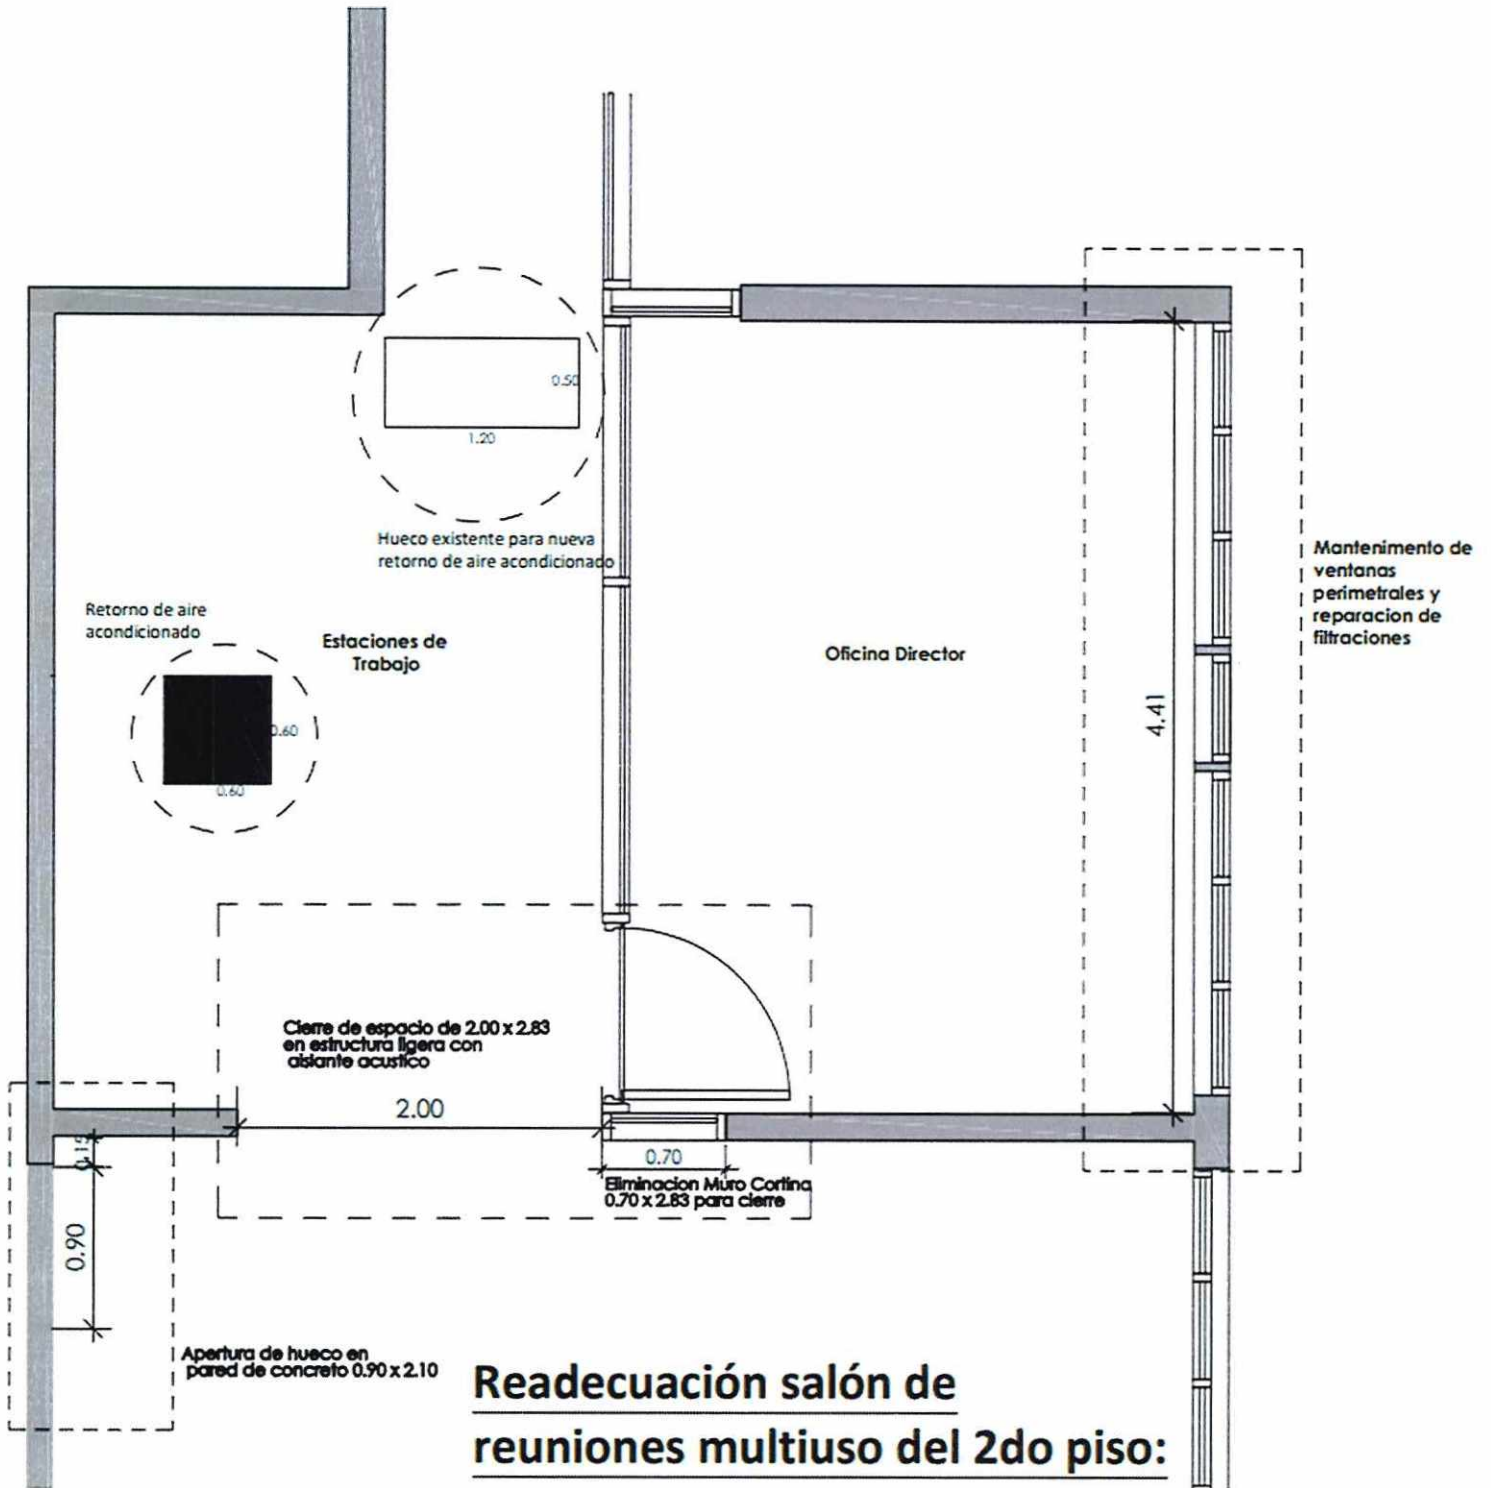 0.50
1.20
Hueco existente para nueva
retorno de aire acondicionado
Mantenimento de
ventanas
perimetrales y
reparacion de
filtraciones
Retorno de aire
acondicionado
Estaciones de
Trabajo
Oficina Director
4.41
0.60
0.60
Cierre de espacio de 2.00 x 2.83
en estructura ligera con
aislante acustico
2.00
0.15
0.70
Eliminacion Muro Cortina
0.70 x 2.83 para cierre
0.90
Apertura de hueco en
pared de concreto 0.90 x 2.10
Readecuación salón de
reuniones multiuso del 2do piso: